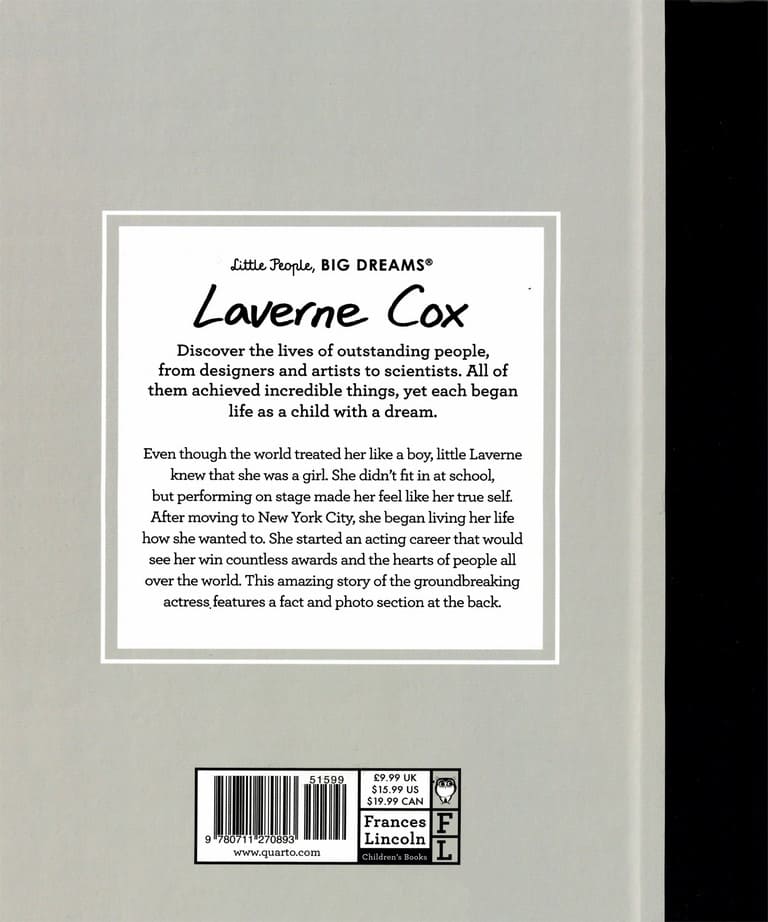 Little People, BIG DREAMS®
Laverne Cox
Discover the lives of outstanding people,
from designers and artists to scientists. All of
them achieved incredible things, yet each began
life as a child with a dream.
Even though the world treated her like a boy, little Laverne
knew that she was a girl. She didn't fit in at school,
but performing on stage made her feel like her true self.
After moving to New York City, she began living her life
how she wanted to. She started an acting career that would
see her win countless awards and the hearts of people all
over the world. This amazing story of the groundbreaking
actress features a fact and photo section at the back.
51599
9 780711 270893
www.quarto.com
£9.99 UK
$15.99 US
$19.99 CAN
Frances
Lincoln
Children's Books
F
L